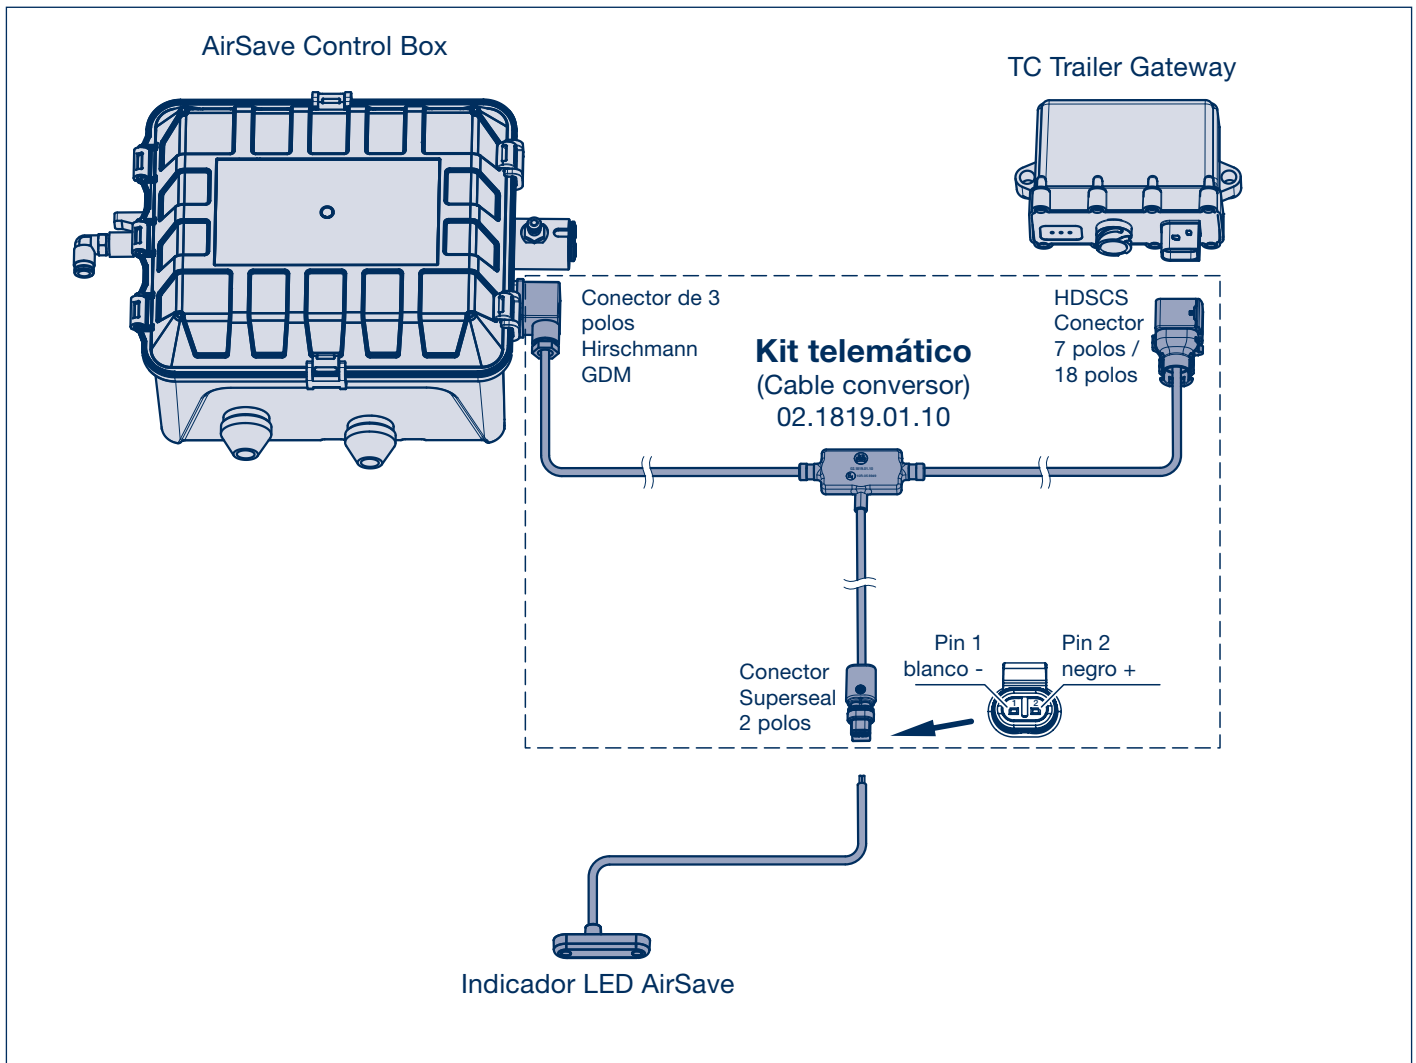 AirSave Control Box
TC Trailer Gateway
Conector de 3
polos
Hirschmann
GDM
Kit telemático
(Cable conversor)
02.1819.01.10
HDSCS
Conector
7 polos /
18 polos
Conector
Superseal
2 polos
Pin 1
blanco -
Pin 2
negro +
1 2
Indicador LED AirSave